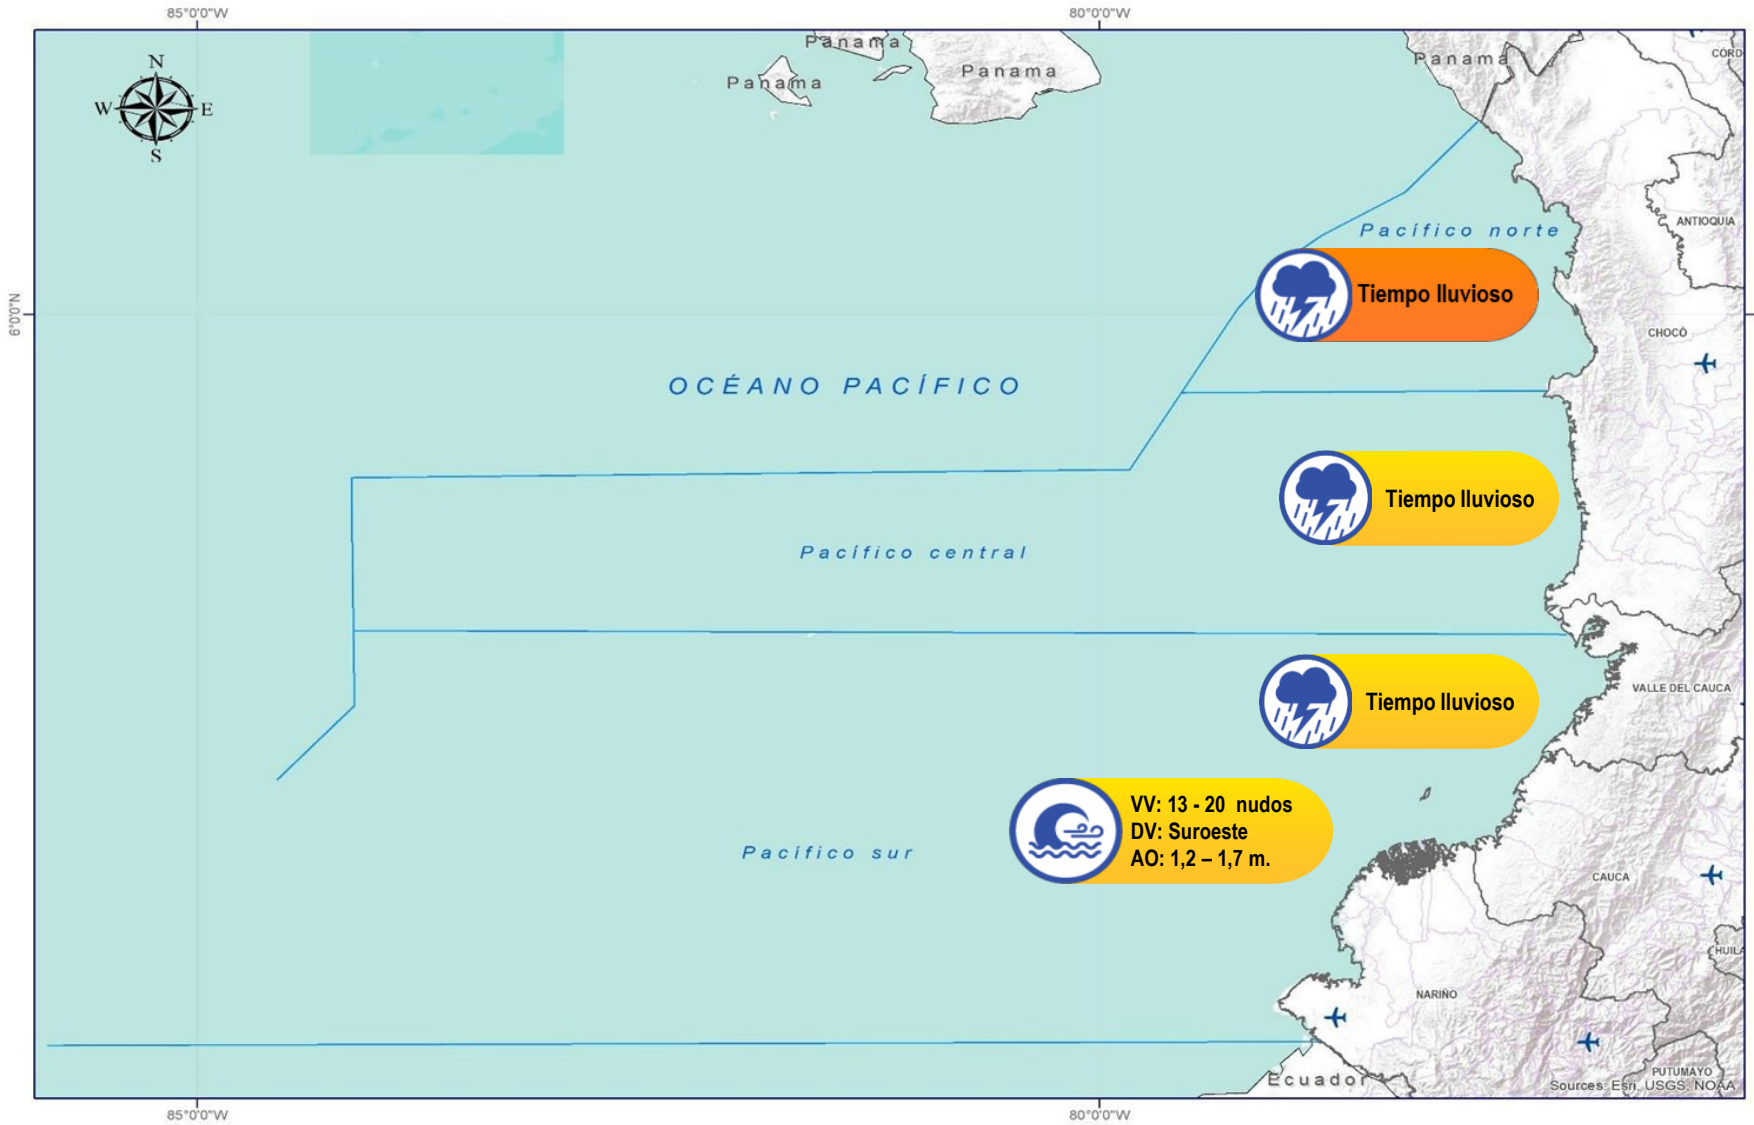 85°0'0"W
80°0'0"W
N
W
E
S
Panama
Panama
Panama
Panama
CORD
Pacífico norte
ANTIOQUIA
Tiempo lluvioso
6°0'0"N
CHOCÓ
OCÉANO PACÍFICO
Tiempo lluvioso
Pacífico central
VALLE DEL CAUCA
Tiempo lluvioso
VV: 13 - 20 nudos
DV: Suroeste
AO: 1,2 – 1,7 m.
Pacífico sur
CAUCA
HUILA
NARIÑO
PUTUMAYO
Ecuador
Sources: Esri, USGS, NOAA
85°0'0"W
80°0'0"W